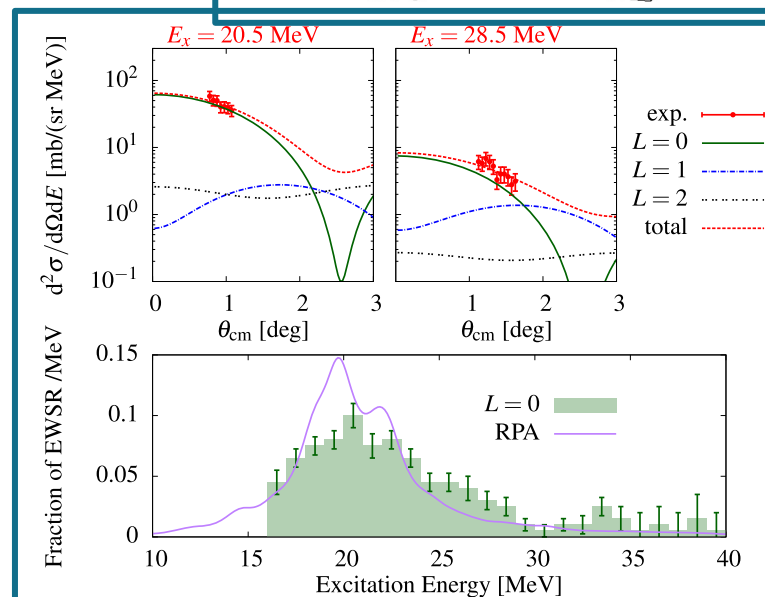 E_x = 20.5 MeV
E_x = 28.5 MeV
d²σ/dΩdE [mb/(sr MeV)]
10²
10¹
10⁰
10⁻¹
0 1 2 3
0 1 2 3
θ_cm [deg]
θ_cm [deg]
exp.
L = 0
L = 1
L = 2
total
Fraction of EWSR /MeV
0.15
0.1
0.05
0
L = 0
RPA
10 15 20 25 30 35 40
Excitation Energy [MeV]